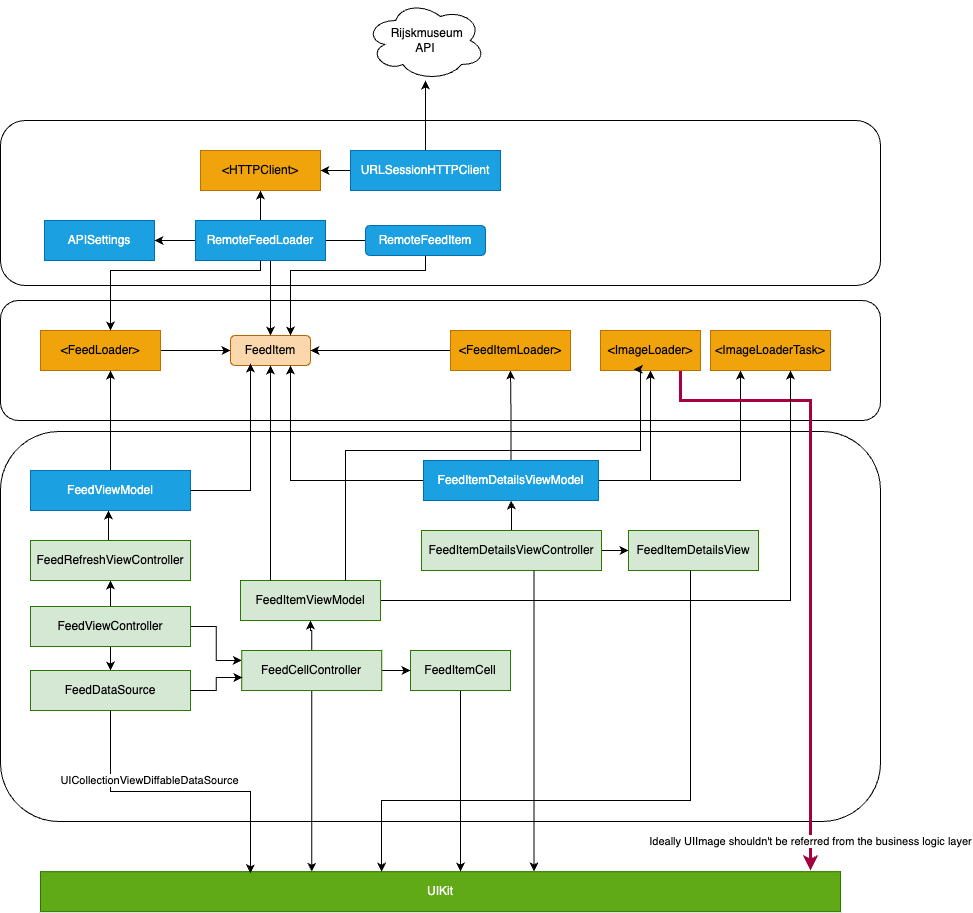 Rijskmuseum
API
<HTTPClient>
URLSessionHTTPClient
APISettings
RemoteFeedLoader
RemoteFeedItem
<FeedLoader>
FeedItem
<FeedItemLoader>
<ImageLoader>
<ImageLoaderTask>
FeedViewModel
FeedItemDetailsViewModel
FeedRefreshViewController
FeedItemDetailsViewController
FeedItemDetailsView
FeedItemViewModel
FeedViewController
FeedCellController
FeedItemCell
FeedDataSource
UICollectionViewDiffableDataSource
Ideally UIImage shouldn't be referred from the business logic layer
UIKit